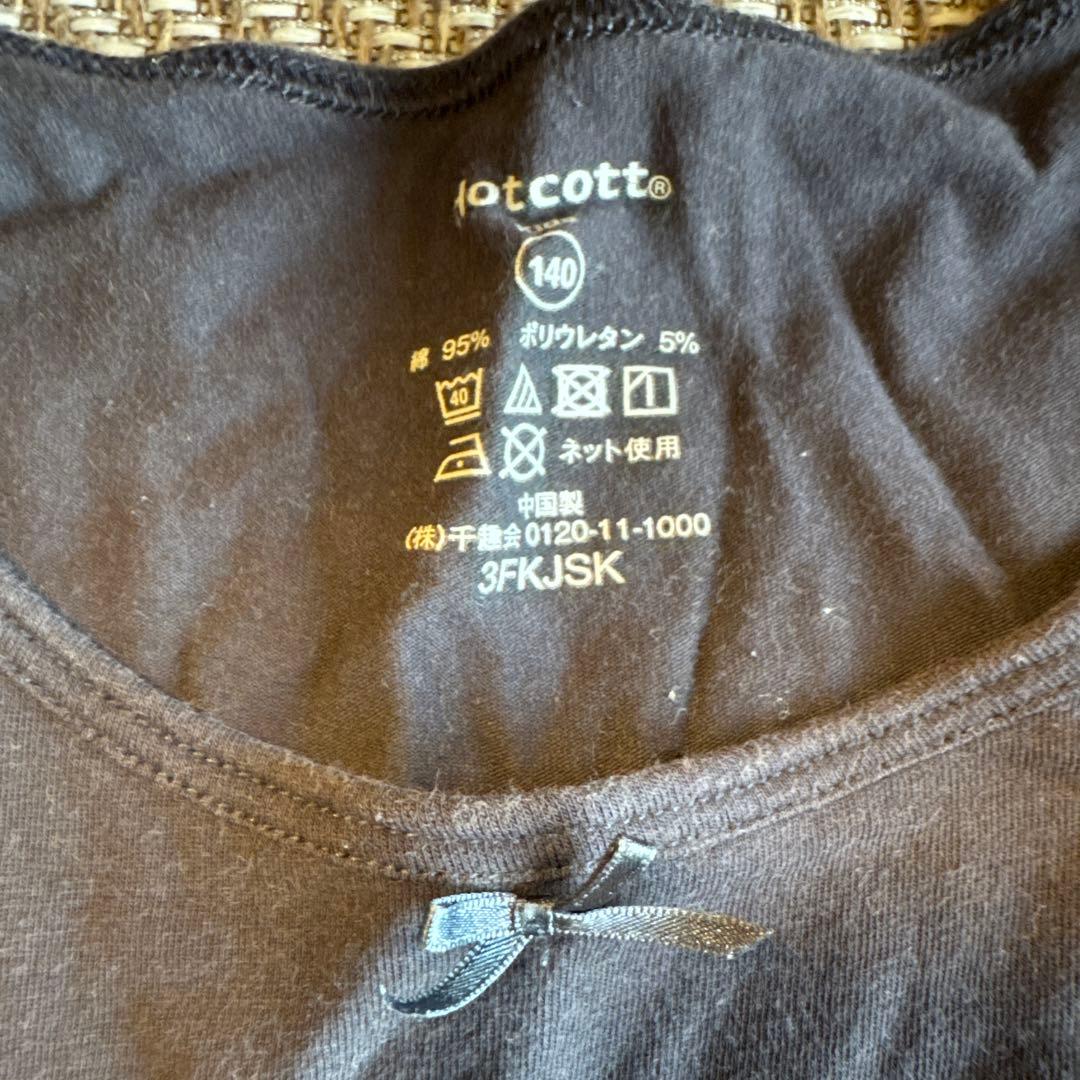 cott®
140
綿 95% ポリウレタン 5%
40
ネット使用
中国製
(株)千趣会 0120-11-1000
3FKJSK